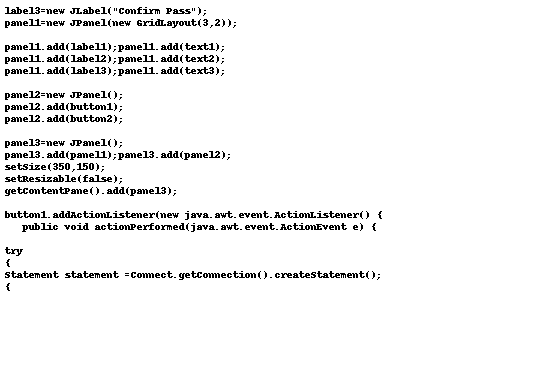 label3=new JLabel("Confirm Pass");
panel1=new JPanel(new GridLayout(3,2));
panel1.add(label1);panel1.add(text1);
panel1.add(label2);panel1.add(text2);
panel1.add(label3);panel1.add(text3);
panel2=new JPanel();
panel2.add(button1);
panel2.add(button2);
panel3=new JPanel();
panel3.add(panel1);panel3.add(panel2);
setSize(350,150);
setResizable(false);
getContentPane().add(panel3);
button1.addActionListener(new java.awt.event.ActionListener() {
public void actionPerformed(java.awt.event.ActionEvent e) {
try
{
Statement statement =Connect.getConnection().createStatement();
{